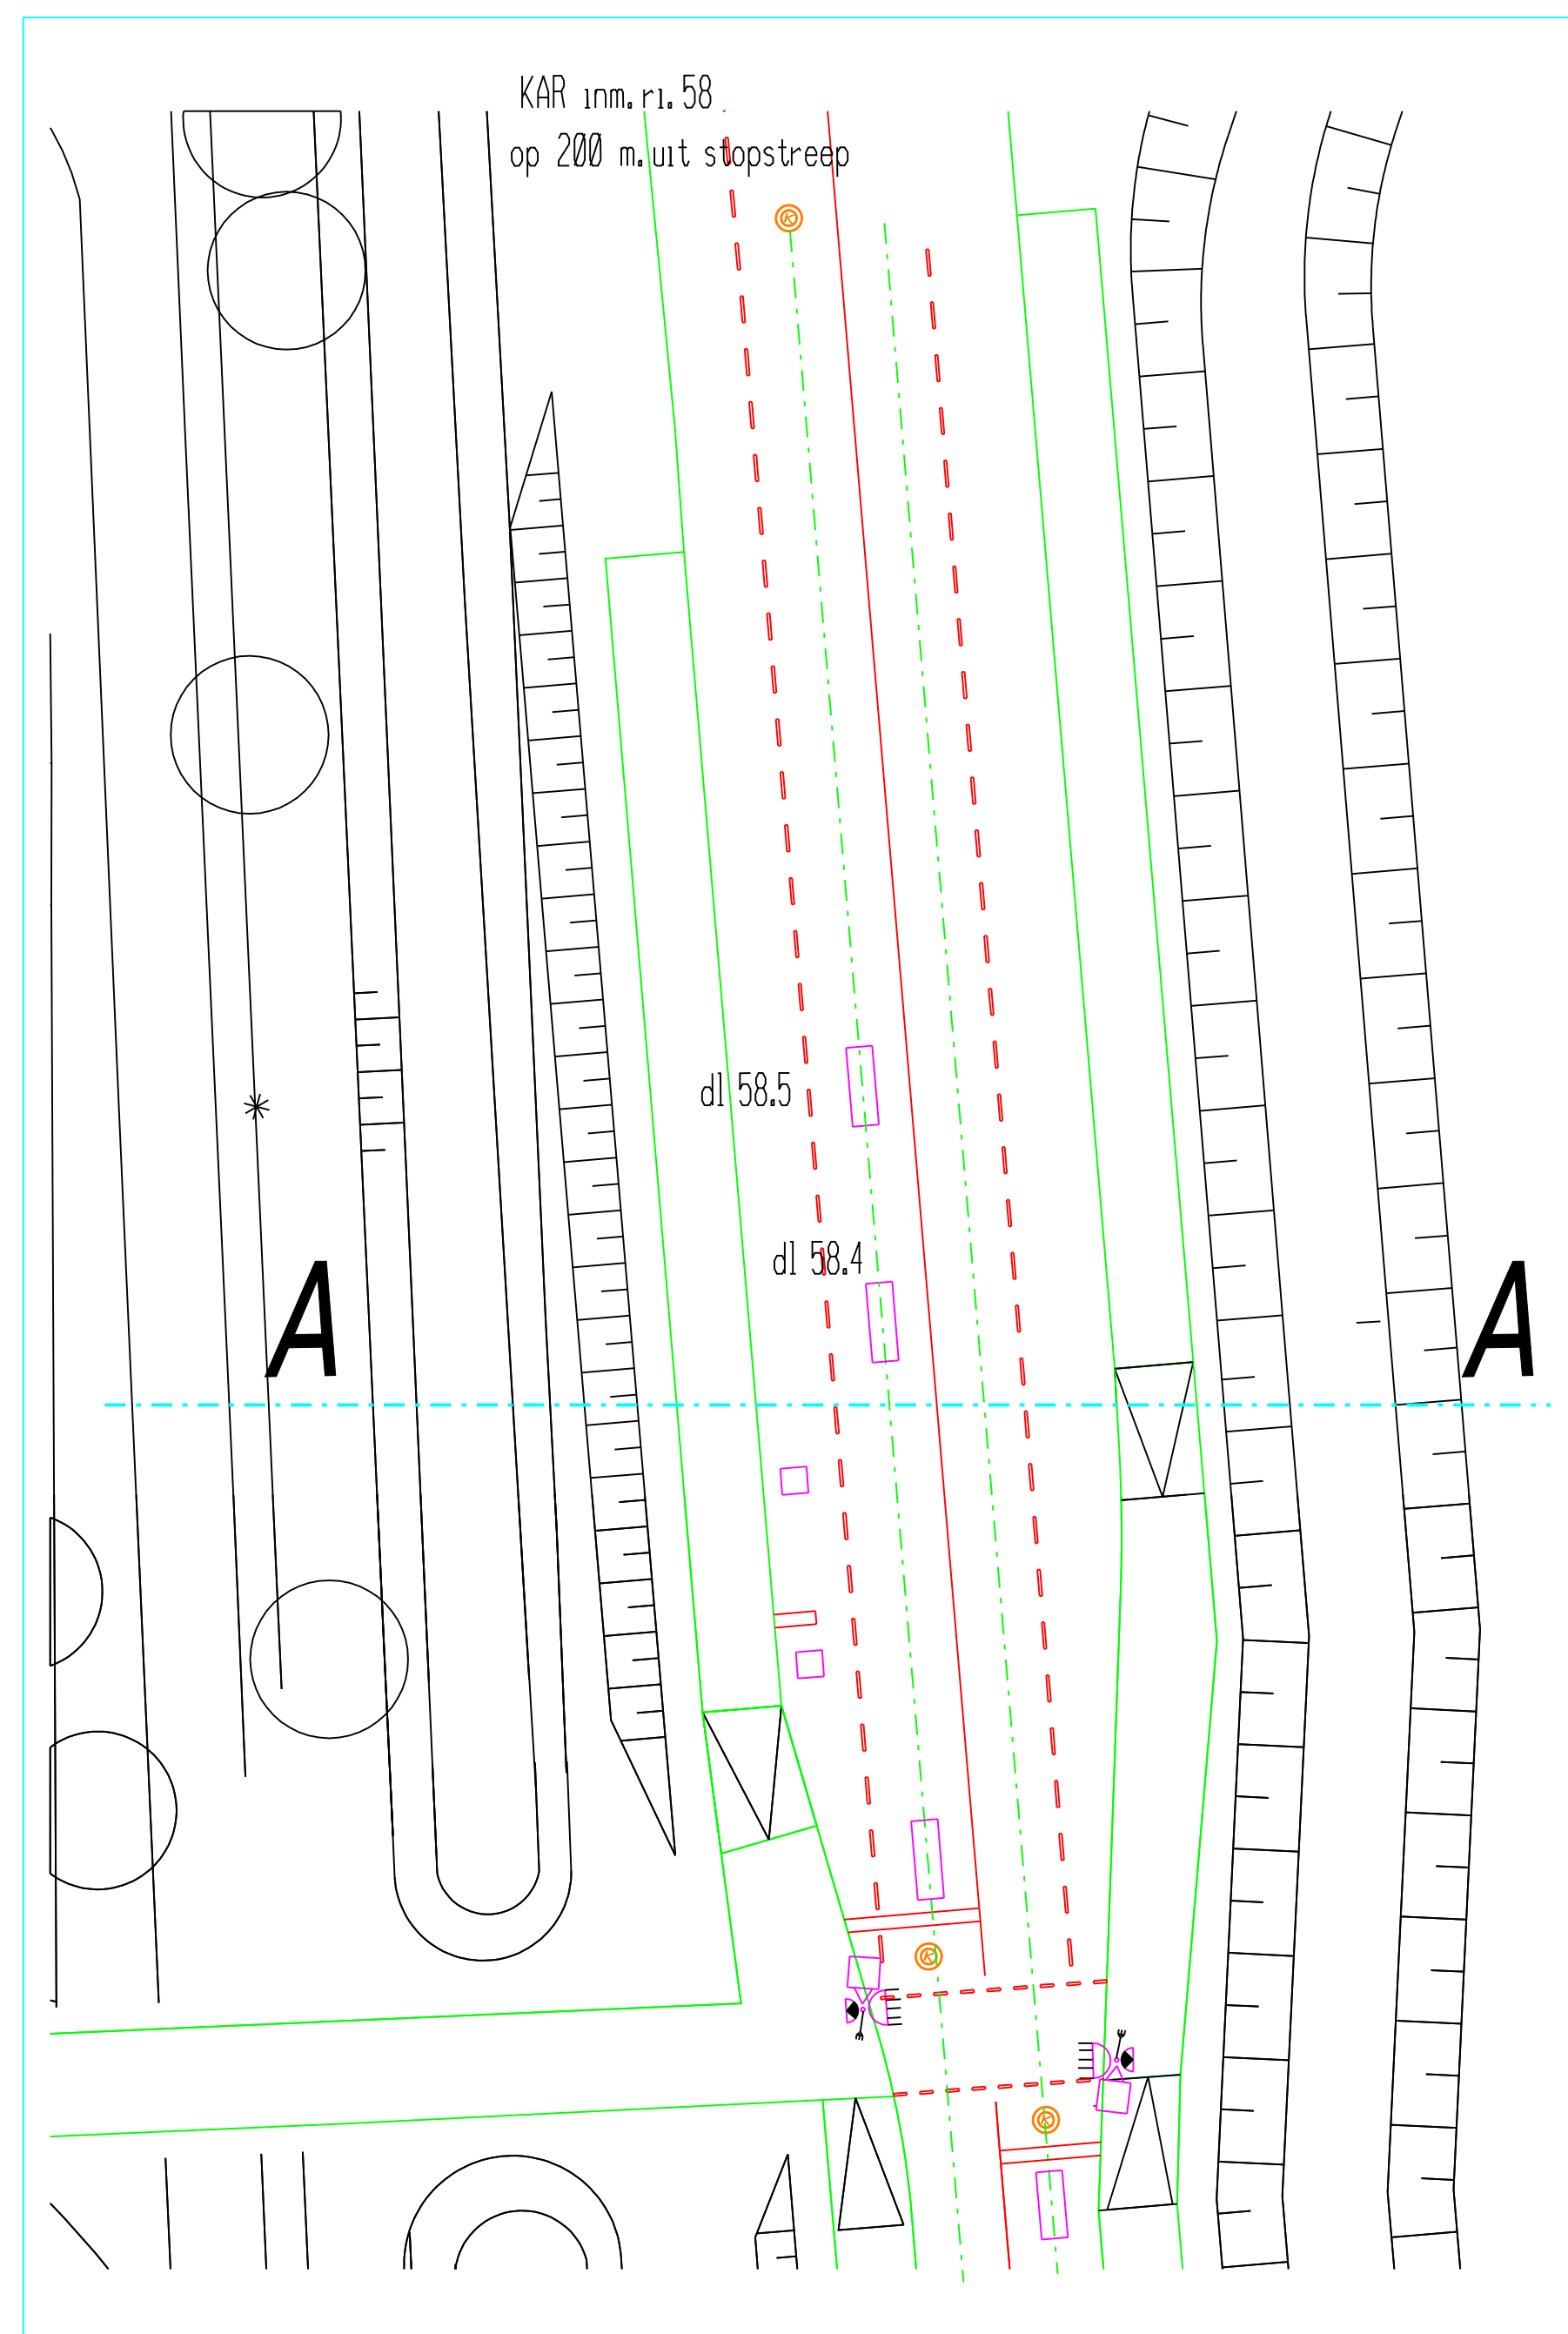 KAR inm.ri.58
op 200 m.uit stopstreep
K
dl 58.5
dl 58.4
A A
K
K